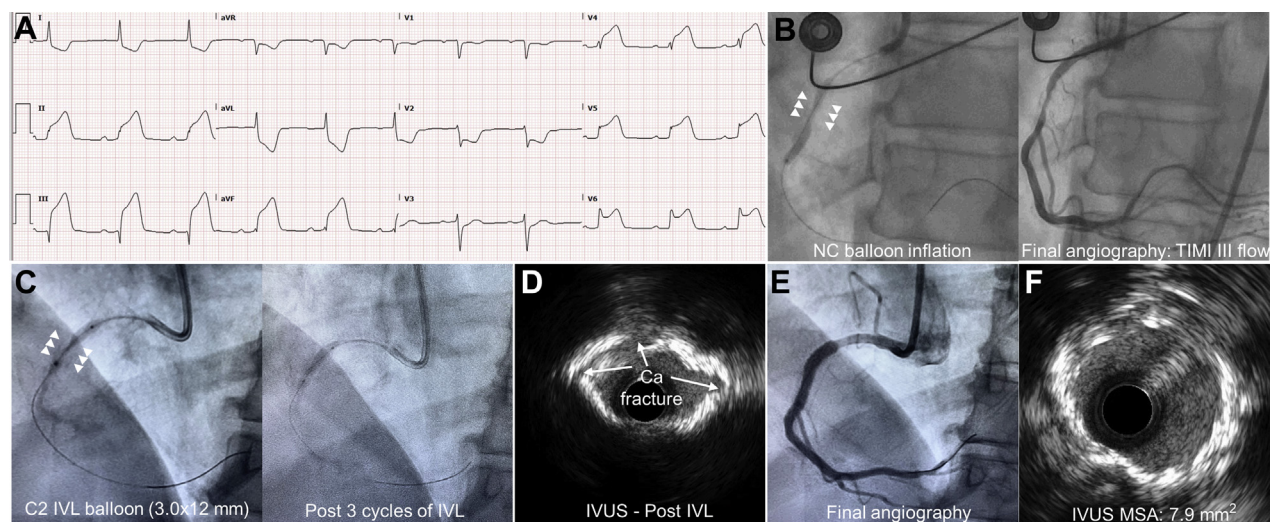 A
I
aVR
V1
V4
II
aVL
V2
V5
III
aVF
V3
V6
B
NC balloon inflation
Final angiography: TIMI III flow
C
C2 IVL balloon (3.0x12 mm)
Post 3 cycles of IVL
D
Ca
fracture
IVUS - Post IVL
E
Final angiography
F
IVUS MSA: 7.9 mm²